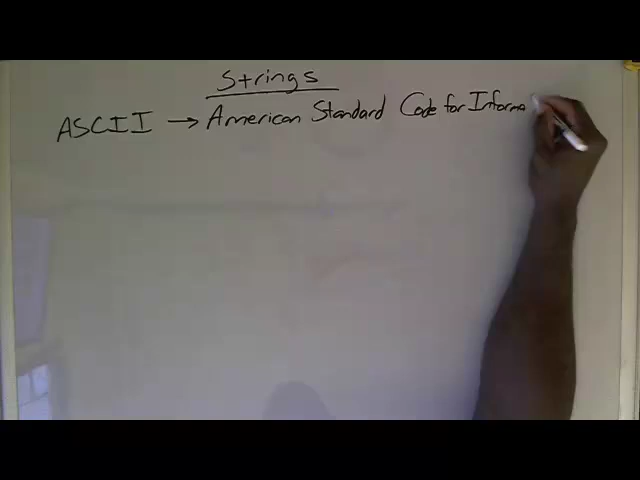 Strings
ASCII → American Standard Code for Informa